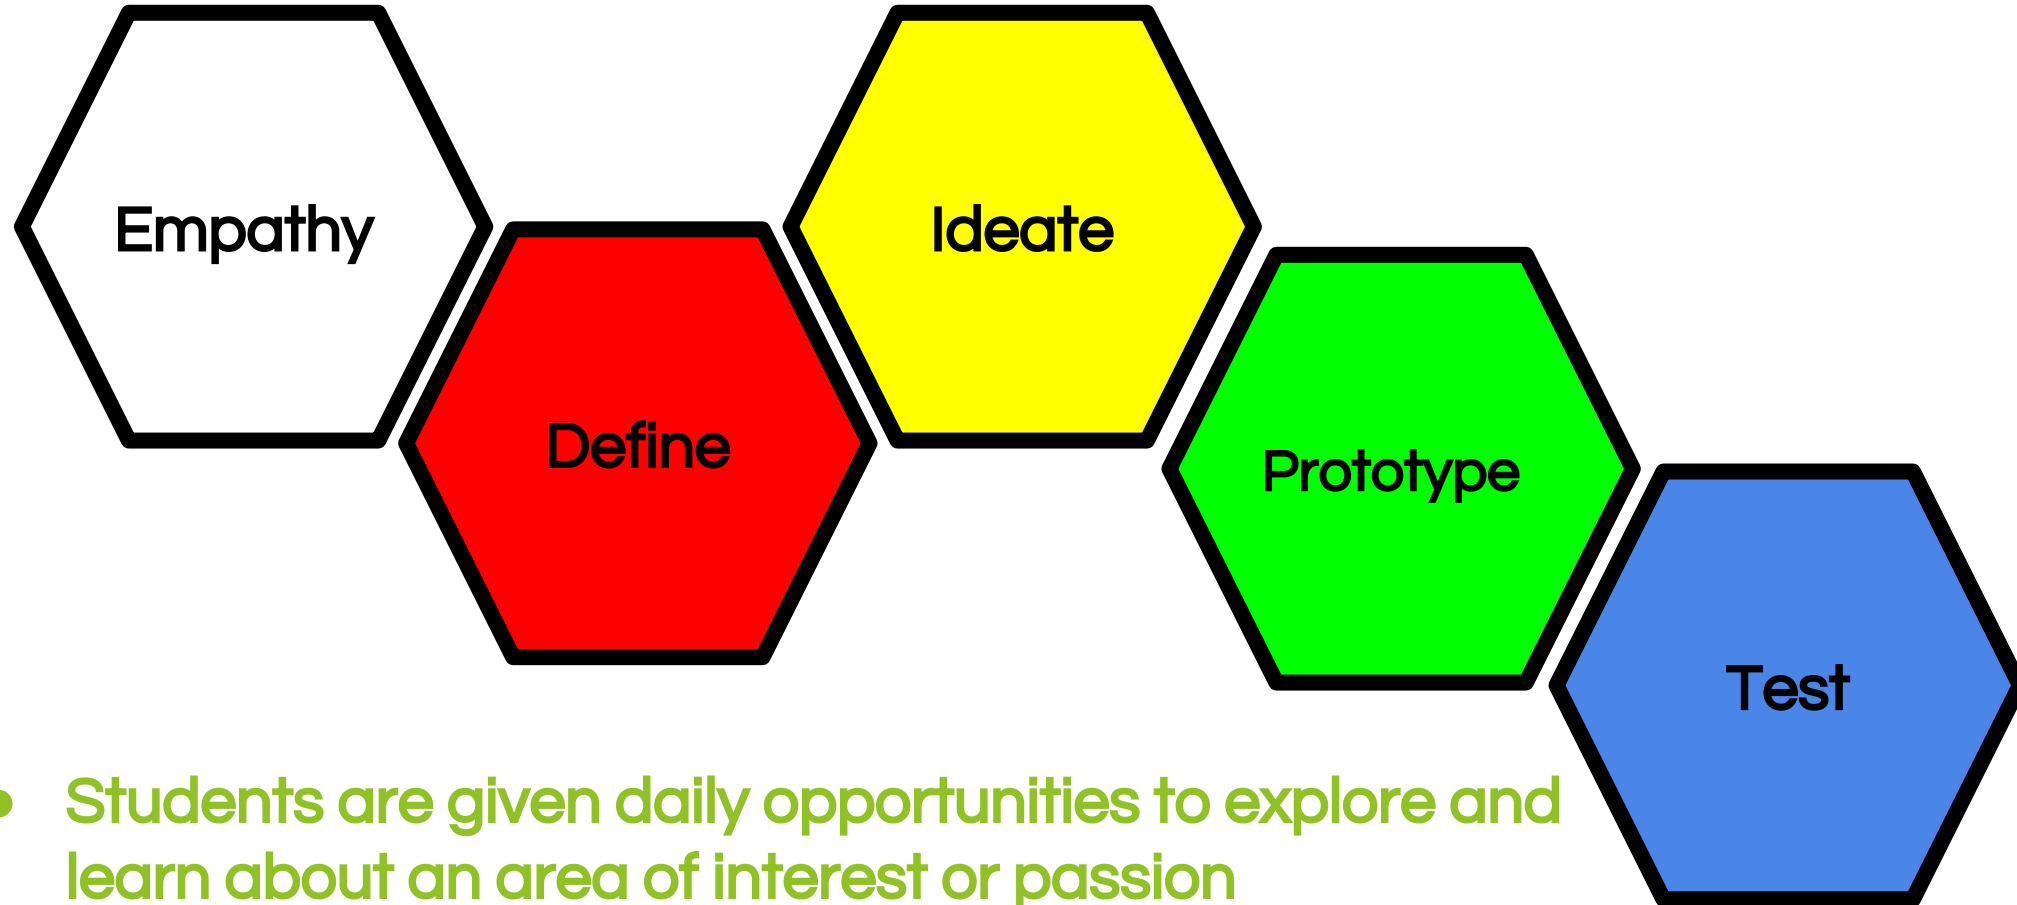 Empathy
Define
Ideate
Prototype
Test
● Students are given daily opportunities to explore and
learn about an area of interest or passion